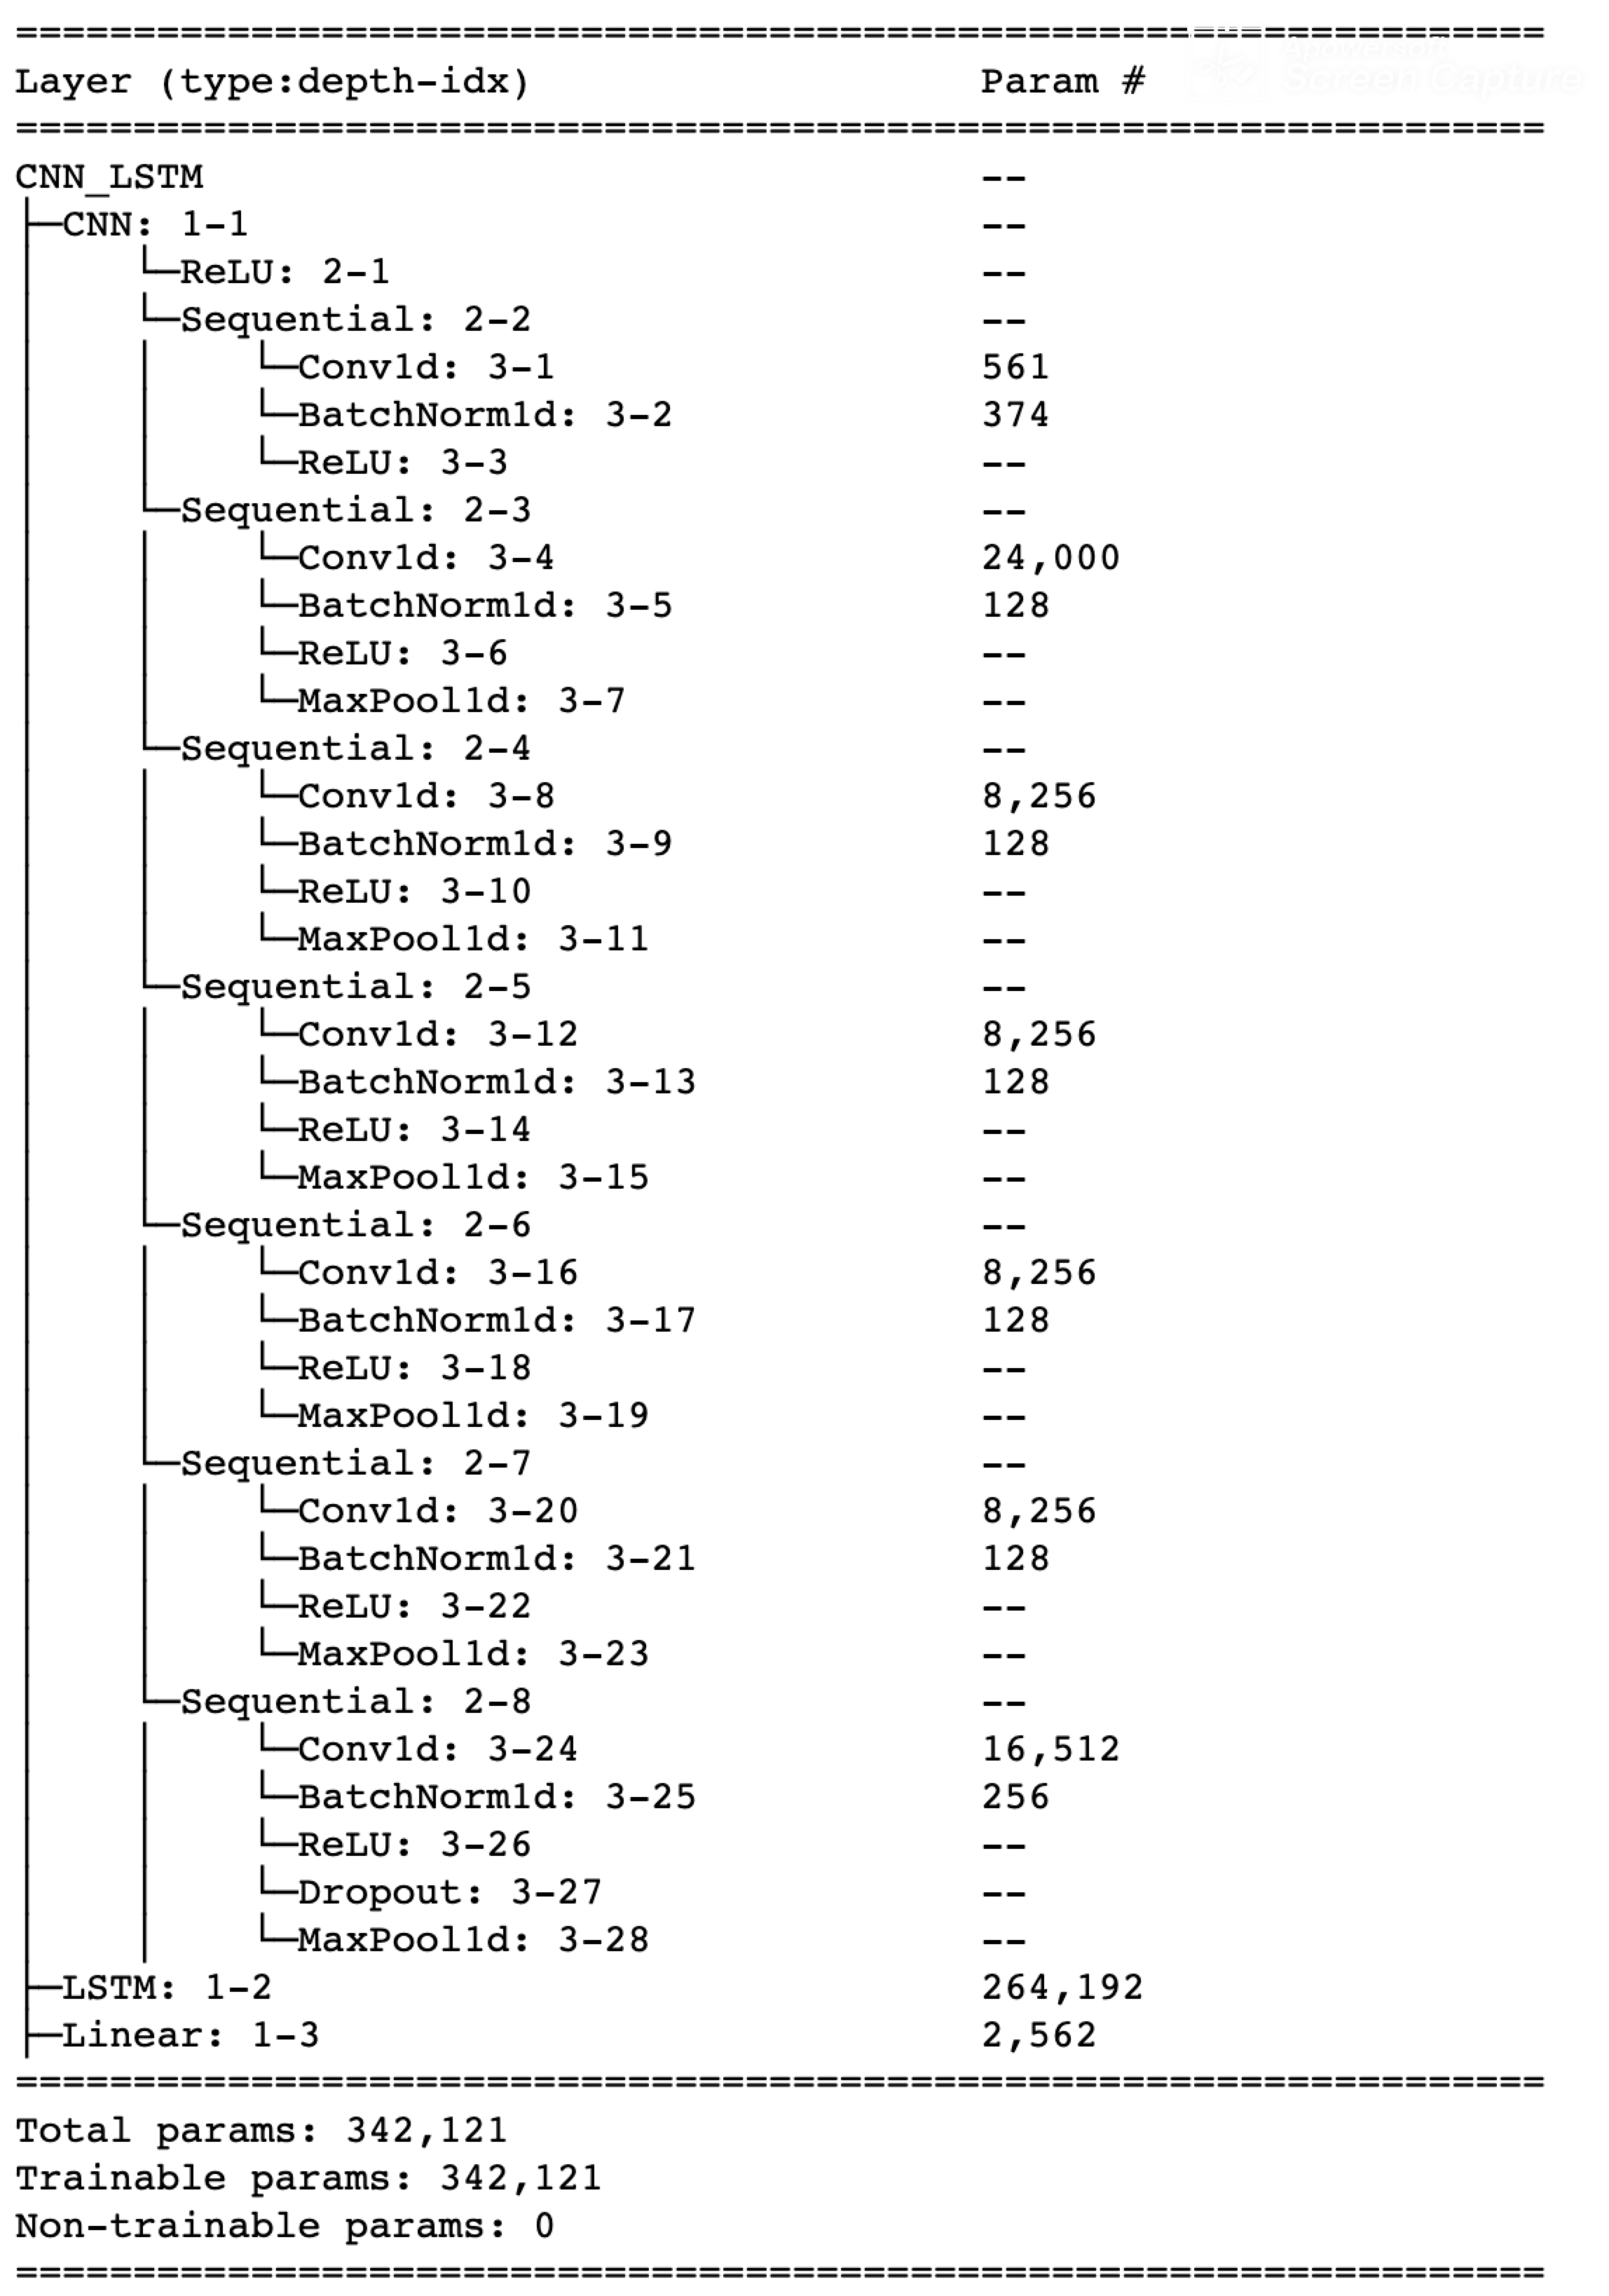 =================================================================
Layer (type:depth-idx) Param #
Apowersoft
Screen Capture
=================================================================
CNN_LSTM --
├─CNN: 1-1 --
│ └─ReLU: 2-1 --
│ └─Sequential: 2-2 --
│ │ └─Conv1d: 3-1 561
│ │ └─BatchNorm1d: 3-2 374
│ │ └─ReLU: 3-3 --
│ └─Sequential: 2-3 --
│ │ └─Conv1d: 3-4 24,000
│ │ └─BatchNorm1d: 3-5 128
│ │ └─ReLU: 3-6 --
│ │ └─MaxPool1d: 3-7 --
│ └─Sequential: 2-4 --
│ │ └─Conv1d: 3-8 8,256
│ │ └─BatchNorm1d: 3-9 128
│ │ └─ReLU: 3-10 --
│ │ └─MaxPool1d: 3-11 --
│ └─Sequential: 2-5 --
│ │ └─Conv1d: 3-12 8,256
│ │ └─BatchNorm1d: 3-13 128
│ │ └─ReLU: 3-14 --
│ │ └─MaxPool1d: 3-15 --
│ └─Sequential: 2-6 --
│ │ └─Conv1d: 3-16 8,256
│ │ └─BatchNorm1d: 3-17 128
│ │ └─ReLU: 3-18 --
│ │ └─MaxPool1d: 3-19 --
│ └─Sequential: 2-7 --
│ │ └─Conv1d: 3-20 8,256
│ │ └─BatchNorm1d: 3-21 128
│ │ └─ReLU: 3-22 --
│ │ └─MaxPool1d: 3-23 --
│ └─Sequential: 2-8 --
│ │ └─Conv1d: 3-24 16,512
│ │ └─BatchNorm1d: 3-25 256
│ │ └─ReLU: 3-26 --
│ │ └─Dropout: 3-27 --
│ │ └─MaxPool1d: 3-28 --
├─LSTM: 1-2 264,192
├─Linear: 1-3 2,562
=================================================================
Total params: 342,121
Trainable params: 342,121
Non-trainable params: 0
=================================================================